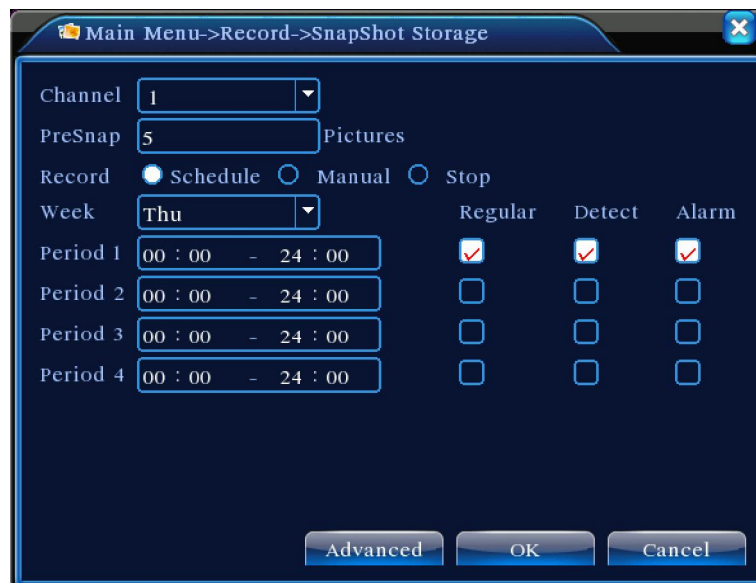 Main Menu->Record->SnapShot Storage
Channel 1
PreSnap 5 Pictures
Record Schedule Manual Stop
Week Thu Regular Detect Alarm
Period 1 00 : 00 - 24 : 00
Period 2 00 : 00 - 24 : 00
Period 3 00 : 00 - 24 : 00
Period 4 00 : 00 - 24 : 00
Advanced OK Cancel